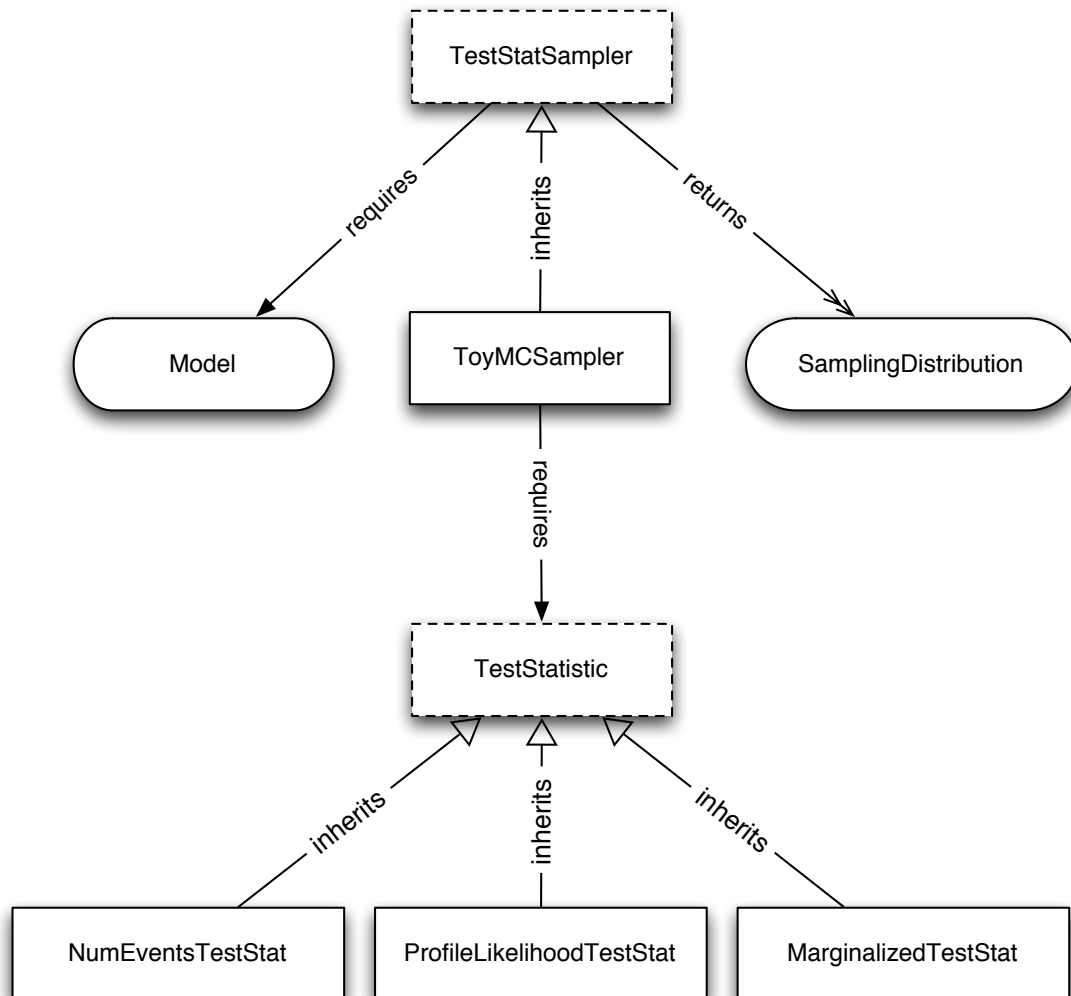 TestStatSampler
requires
inherits
returns
Model
ToyMCSampler
SamplingDistribution
requires
TestStatistic
inherits
inherits
inherits
NumEventsTestStat
ProfileLikelihoodTestStat
MarginalizedTestStat